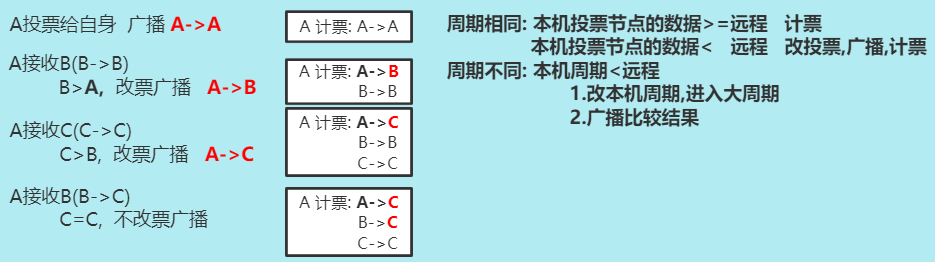 A投票给自身 广播 A->A
A 计票: A->A
A接收B(B->B)
B>A, 改票广播 A->B
A 计票: A->B
B->B
A接收C(C->C)
C>B, 改票广播 A->C
A 计票: A->C
B->B
C->C
A接收B(B->C)
C=C, 不改票广播
A 计票: A->C
B->C
C->C
周期相同: 本机投票节点的数据>=远程 计票
本机投票节点的数据< 远程 改投票,广播,计票
周期不同: 本机周期<远程
1.改本机周期,进入大周期
2.广播比较结果